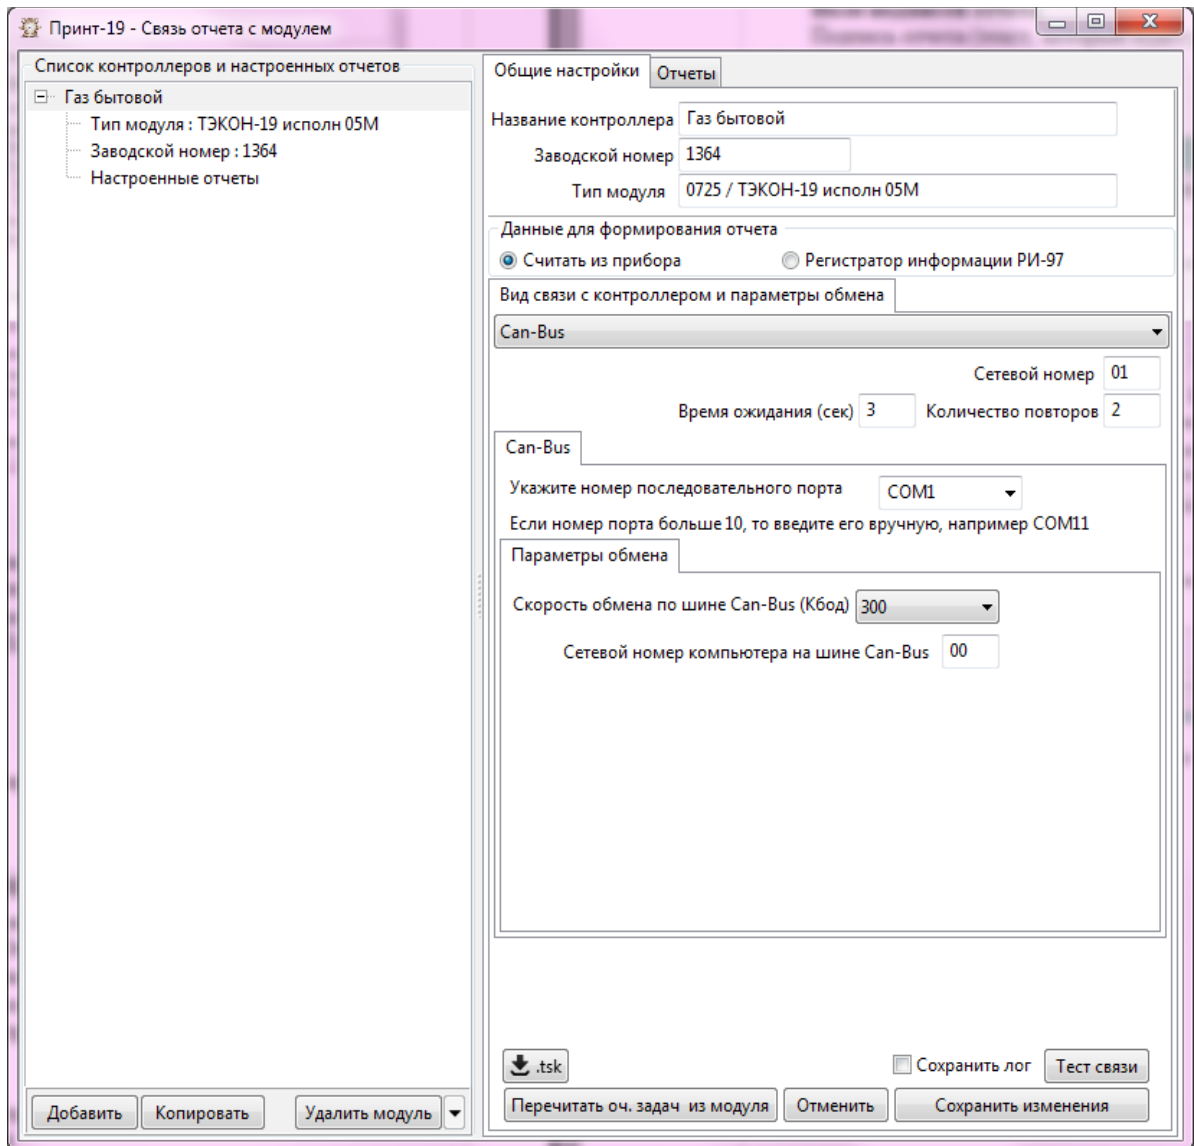 Принт-19 - Связь отчета с модулем
Список контроллеров и настроенных отчетов
Газ бытовой
Тип модуля : ТЭКОН-19 исполн 05М
Заводской номер : 1364
Настроенные отчеты
Добавить Копировать Удалить модуль
Общие настройки Отчеты
Название контроллера Газ бытовой
Заводской номер 1364
Тип модуля 0725 / ТЭКОН-19 исполн 05М
Данные для формирования отчета
Считать из прибора Регистратор информации РИ-97
Вид связи с контроллером и параметры обмена
Can-Bus
Сетевой номер 01
Время ожидания (сек) 3 Количество повторов 2
Can-Bus
Укажите номер последовательного порта COM1
Если номер порта больше 10, то введите его вручную, например COM11
Параметры обмена
Скорость обмена по шине Can-Bus (Кбод) 300
Сетевой номер компьютера на шине Can-Bus 00
.tsk Сохранить лог Тест связи
Перечитать оч. задач из модуля Отменить Сохранить изменения